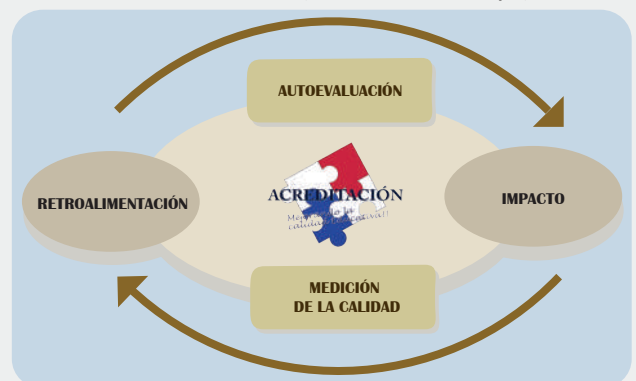 AUTOEVALUACIÓN
RETROALIMENTACIÓN
ACREDITACIÓN
IMPACTO
MEDICIÓN
DE LA CALIDAD